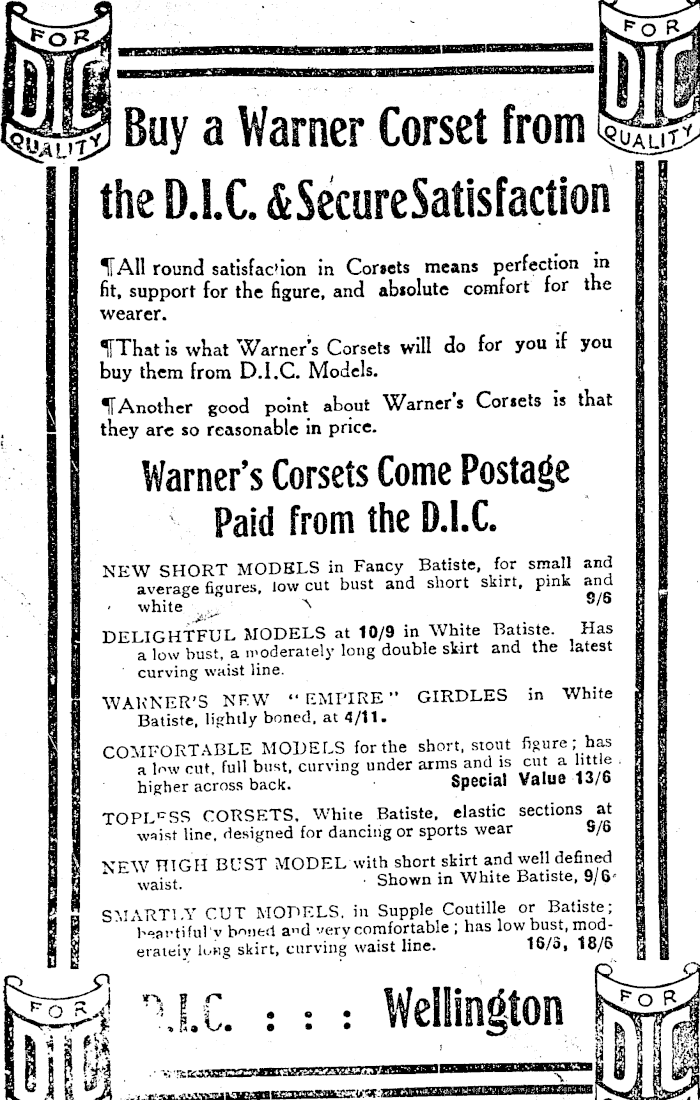 FOR
DIC
QUALITY
FOR
DIC
QUALITY
Buy a Warner Corset from
the D.I.C. & Secure Satisfaction
¶All round satisfaction in Corsets means perfection in
fit, support for the figure, and absolute comfort for the
wearer.
¶That is what Warner's Corsets will do for you if you
buy them from D.I.C. Models.
¶Another good point about Warner's Corsets is that
they are so reasonable in price.
Warner's Corsets Come Postage
Paid from the D.I.C.
NEW SHORT MODELS in Fancy Batiste, for small and
average figures, low cut bust and short skirt, pink and
white 9/6
DELIGHTFUL MODELS at 10/9 in White Batiste. Has
a low bust, a moderately long double skirt and the latest
curving waist line.
WARNER'S NEW "EMPIRE" GIRDLES in White
Batiste, lightly boned, at 4/11.
COMFORTABLE MODELS for the short, stout figure; has
a low cut, full bust, curving under arms and is cut a little
higher across back. Special Value 13/6
TOPLESS CORSETS, White Batiste, elastic sections at
waist line, designed for dancing or sports wear 9/6
NEW HIGH BUST MODEL with short skirt and well defined
waist. Shown in White Batiste, 9/6
SMARTLY CUT MODELS, in Supple Coutille or Batiste;
beautifully boned and very comfortable; has low bust, mod-
erately long skirt, curving waist line. 16/6, 18/6
D.I.C. : : : Wellington
FOR
DIC
FOR
DIC